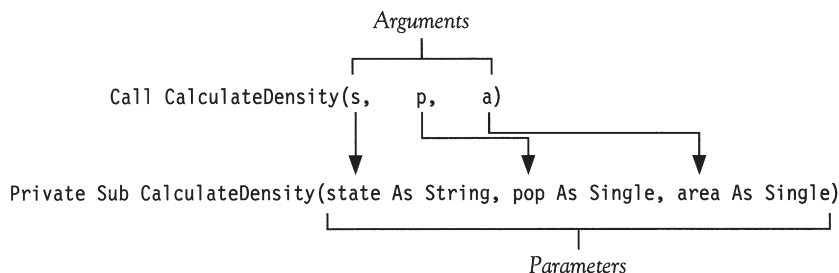 Arguments
Call CalculateDensity(s, p, a)
Private Sub CalculateDensity(state As String, pop As Single, area As Single)
Parameters